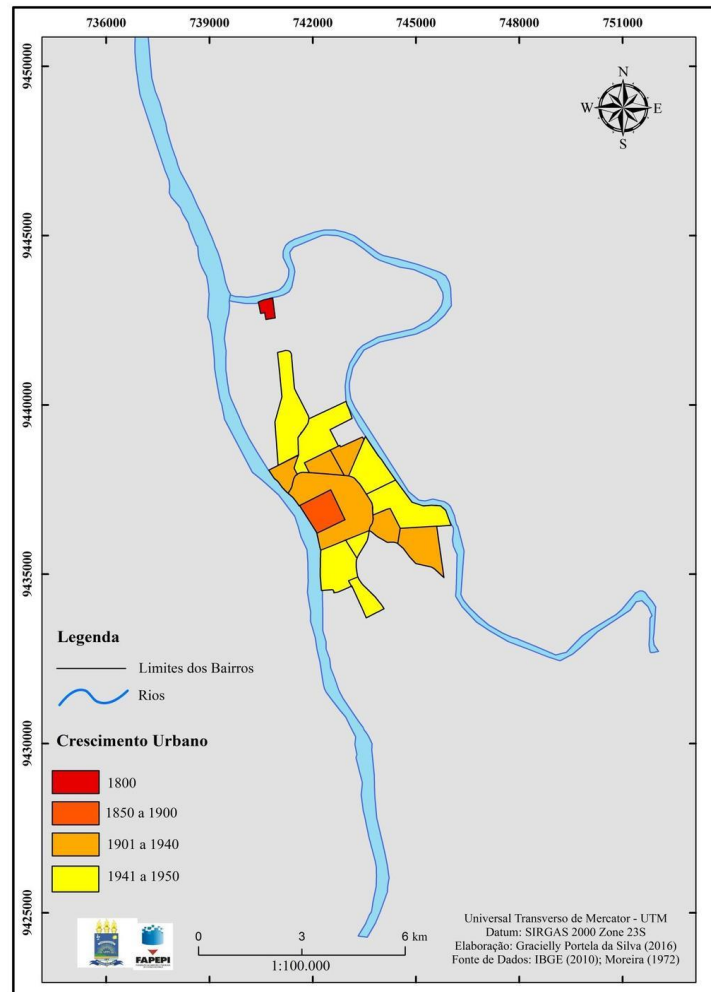 736000 739000 742000 745000 748000 751000
9450000
9445000
9440000
9435000
9430000
9425000
N
W E
S
Legenda
Limites dos Bairros
Rios
Crescimento Urbano
1800
1850 a 1900
1901 a 1940
1941 a 1950
FAPEPI
0 3 6 km
1:100.000
Universal Transverso de Mercator - UTM
Datum: SIRGAS 2000 Zone 23S
Elaboração: Gracielly Portela da Silva (2016)
Fonte de Dados: IBGE (2010); Moreira (1972)